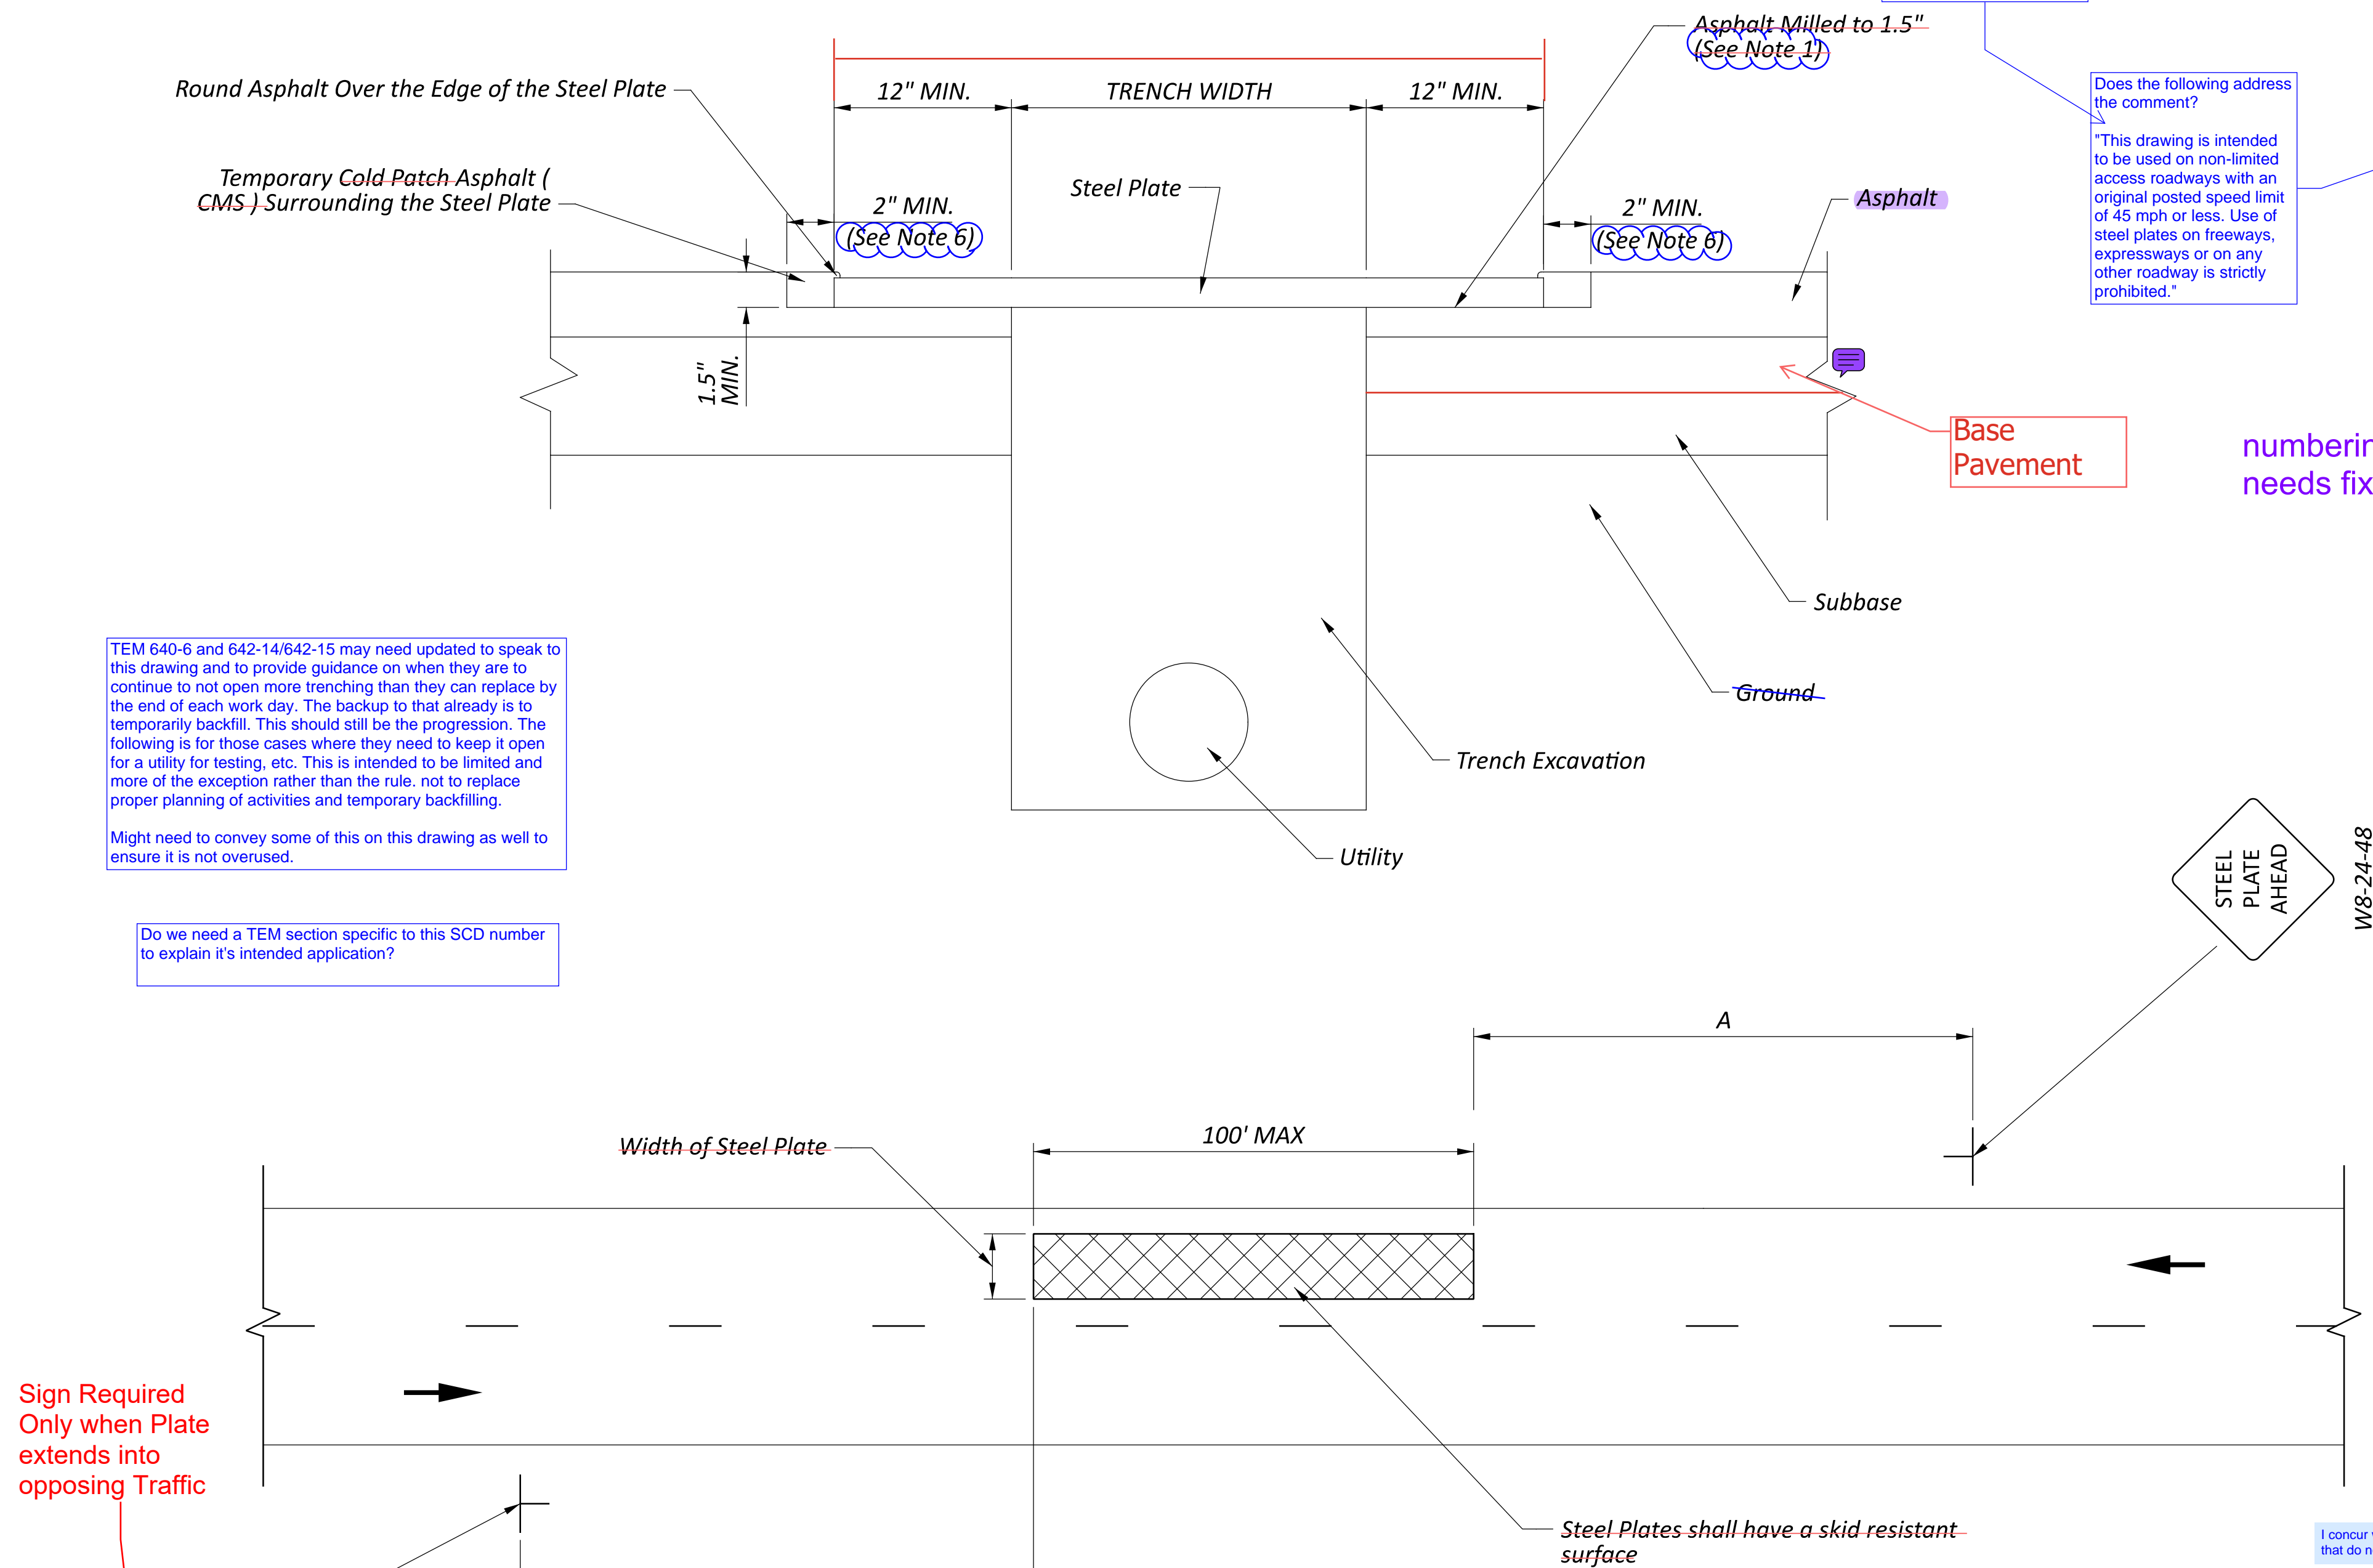 Asphalt Milled to 1.5"
(See Note 1)
Round Asphalt Over the Edge of the Steel Plate
12" MIN.
TRENCH WIDTH
12" MIN.
Does the following address
the comment?
"This drawing is intended
to be used on non-limited
access roadways with an
original posted speed limit
of 45 mph or less. Use of
steel plates on freeways,
expressways or on any
other roadway is strictly
prohibited."
Temporary Cold Patch Asphalt (
CMS ) Surrounding the Steel Plate
2" MIN.
(See Note 6)
Steel Plate
2" MIN.
(See Note 6)
Asphalt
1.5"
MIN.
Base
Pavement
needs fix
Subbase
Ground
Trench Excavation
Utility
TEM 640-6 and 642-14/642-15 may need updated to speak to
this drawing and to provide guidance on when they are to
continue to not open more trenching than they can replace by
the end of each work day. The backup to that already is to
temporarily backfill. This should still be the progression. The
following is for those cases where they need to keep it open
for a utility for testing, etc. This is intended to be limited and
more of the exception rather than the rule. not to replace
proper planning of activities and temporary backfilling.
Might need to convey some of this on this drawing as well to
ensure it is not overused.
Do we need a TEM section specific to this SCD number
to explain it's intended application?
STEEL
PLATE
AHEAD
W8-24-48
A
Width of Steel Plate
100' MAX
Sign Required
Only when Plate
extends into
opposing Traffic
Steel Plates shall have a skid resistant
surface
I concur
that do